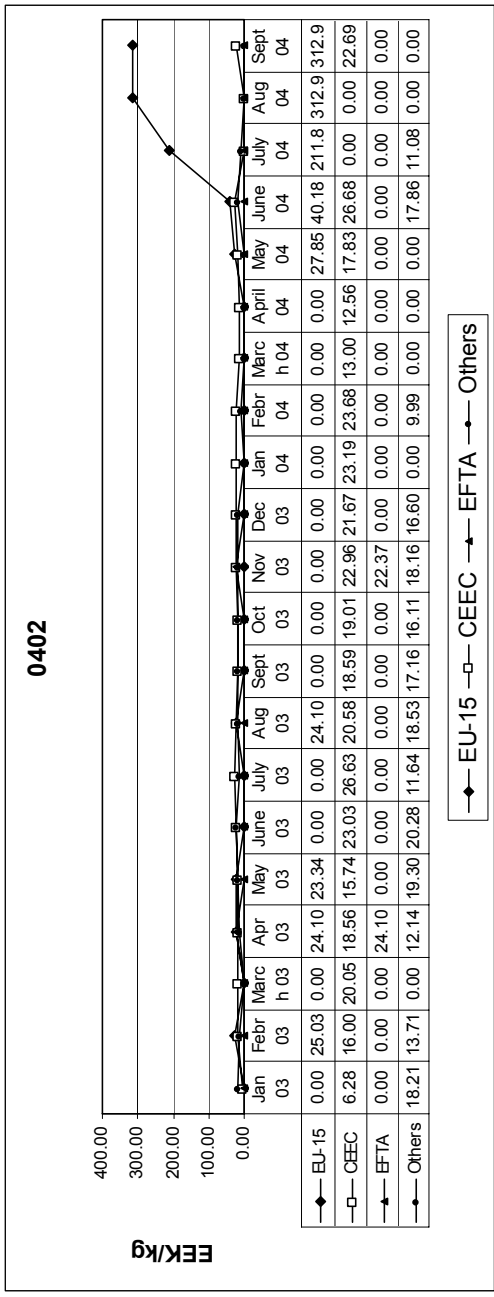 0402
EEK/kg
400.00
300.00
200.00
100.00
0.00
Jan 03 Febr 03 Marc h 03 Apr 03 May 03 June 03 July 03 Aug 03 Sept 03 Oct 03 Nov 03 Dec 03 Jan 04 Febr 04 Marc h 04 April 04 May 04 June 04 July 04 Aug 04 Sept 04
EU-15 0.00 25.03 0.00 24.10 23.34 0.00 0.00 24.10 0.00 0.00 0.00 0.00 0.00 0.00 0.00 0.00 27.85 40.18 211.8 312.9 312.9
CEEC 6.28 16.00 20.05 18.56 15.74 23.03 26.63 20.58 18.59 19.01 22.96 21.67 23.19 23.68 13.00 12.56 17.83 26.68 0.00 0.00 22.69
EFTA 0.00 0.00 0.00 24.10 0.00 0.00 0.00 0.00 0.00 0.00 22.37 0.00 0.00 0.00 0.00 0.00 0.00 0.00 0.00 0.00 0.00
Others 18.21 13.71 0.00 12.14 19.30 20.28 11.64 18.53 17.16 16.11 18.16 16.60 0.00 9.99 0.00 0.00 0.00 17.86 11.08 0.00 0.00
EU-15 CEEC EFTA Others